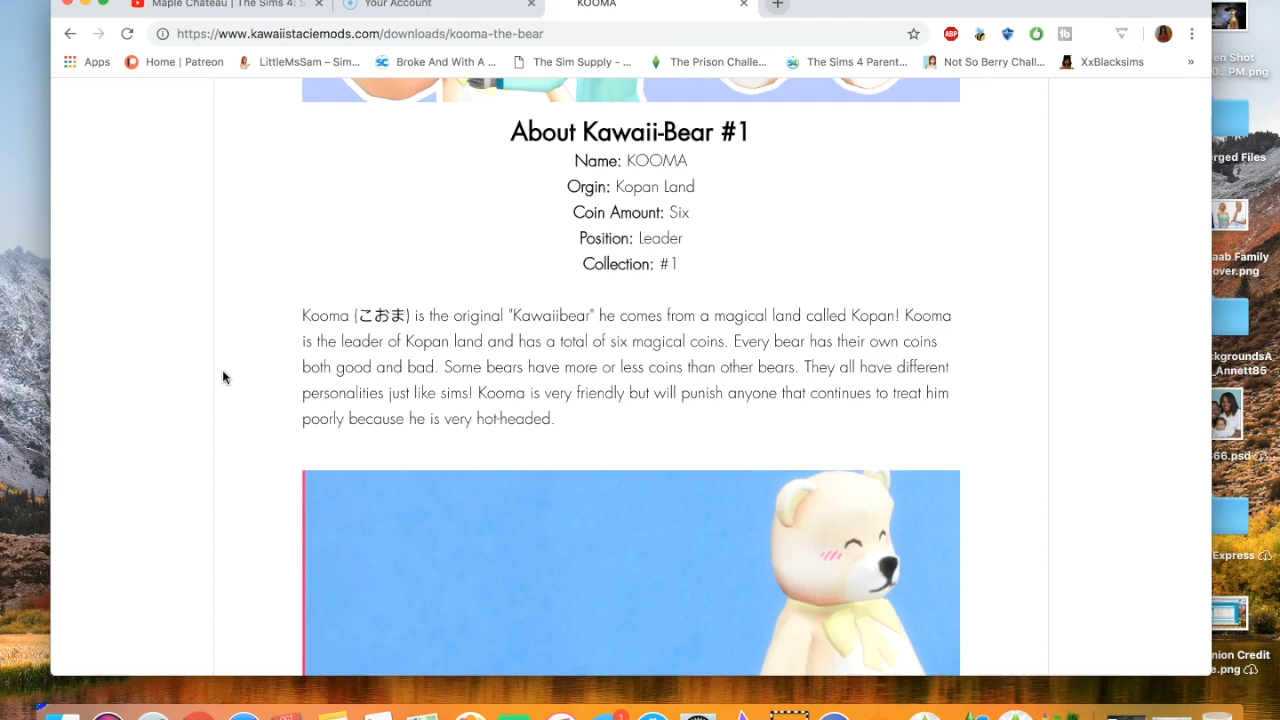 Maple Chateau | The Sims 4: S
Your Account
KOOMA
https://www.kawaiistaciemods.com/downloads/kooma-the-bear
ABP
Apps
Home | Patreon
LittleMsSam – Sim...
Broke And With A ...
The Sim Supply - ...
The Prison Challe...
The Sims 4 Parent...
Not So Berry Chall...
XxBlacksims
»
About Kawaii-Bear #1
Name: KOOMA
Orgin: Kopan Land
Coin Amount: Six
Position: Leader
Collection: #1
Kooma (こおま) is the original "Kawaiibear" he comes from a magical land called Kopan! Kooma
is the leader of Kopan land and has a total of six magical coins. Every bear has their own coins
both good and bad. Some bears have more or less coins than other bears. They all have different
personalities just like sims! Kooma is very friendly but will punish anyone that continues to treat him
poorly because he is very hot-headed.
een Shot
0...PM.png
erged Files
aab Family
over.png
ckgroundsA
_Annett85
66.psd
Express
nion Credit
e.png